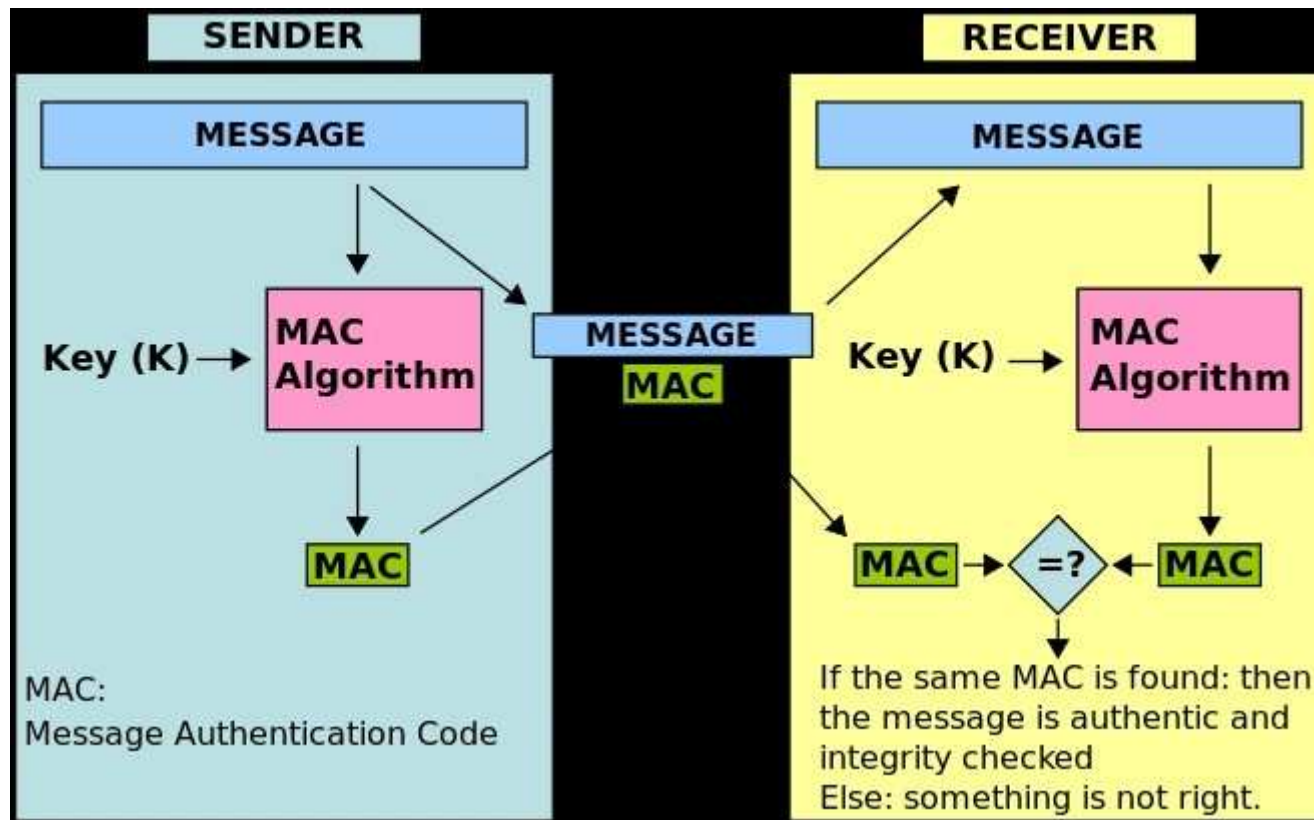 SENDER
MESSAGE
Key (K)
MAC
Algorithm
MAC
MAC:
Message Authentication Code
MESSAGE
MAC
RECEIVER
MESSAGE
Key (K)
MAC
Algorithm
MAC
=?
MAC
If the same MAC is found: then
the message is authentic and
integrity checked
Else: something is not right.